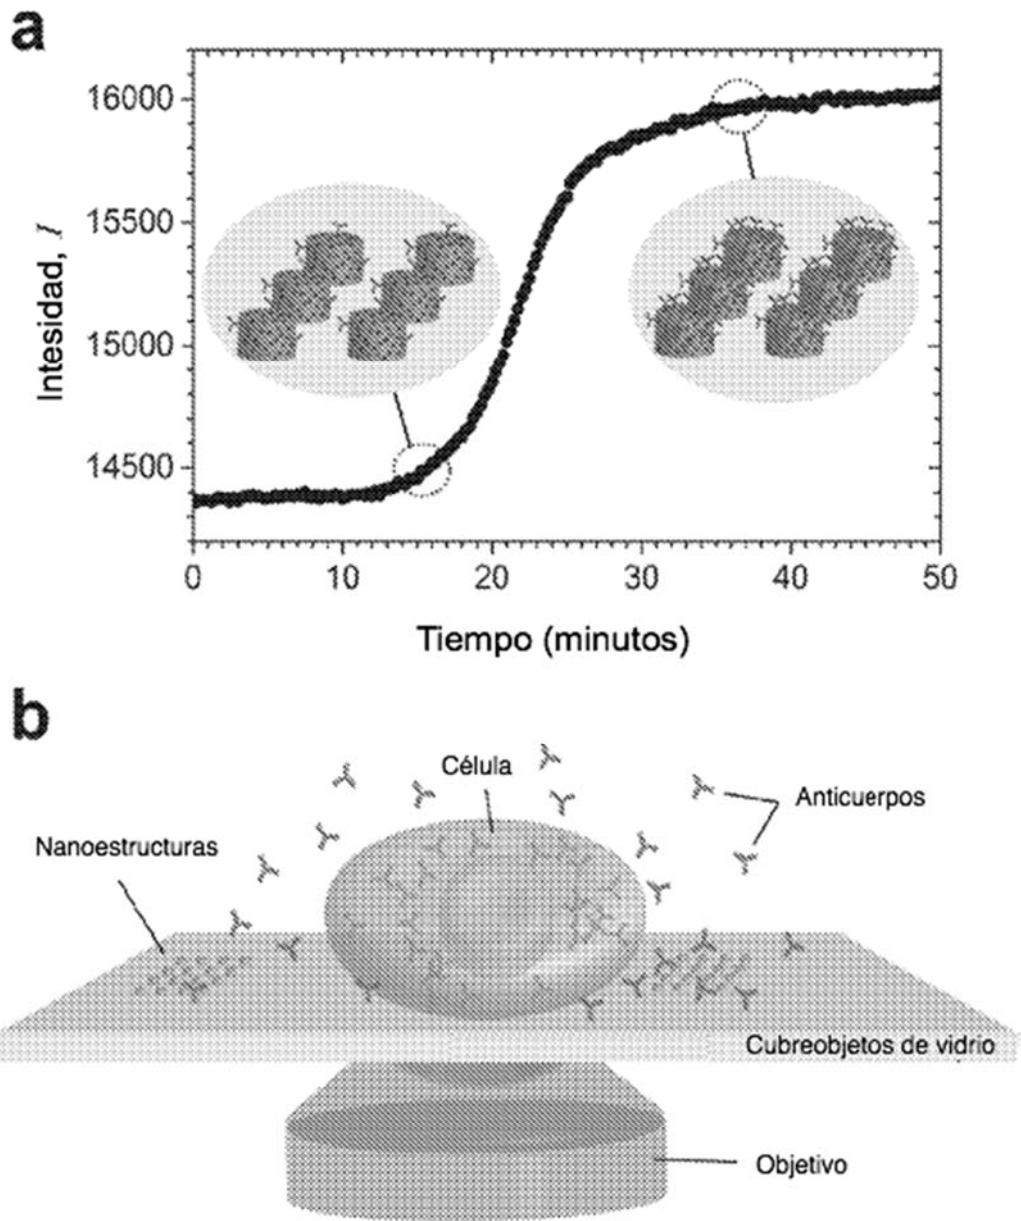 a
16000
15500
15000
14500
Intesidad, I
0 10 20 30 40 50
Tiempo (minutos)
b
Célula
Anticuerpos
Nanoestructuras
Cubreobjetos de vidrio
Objetivo